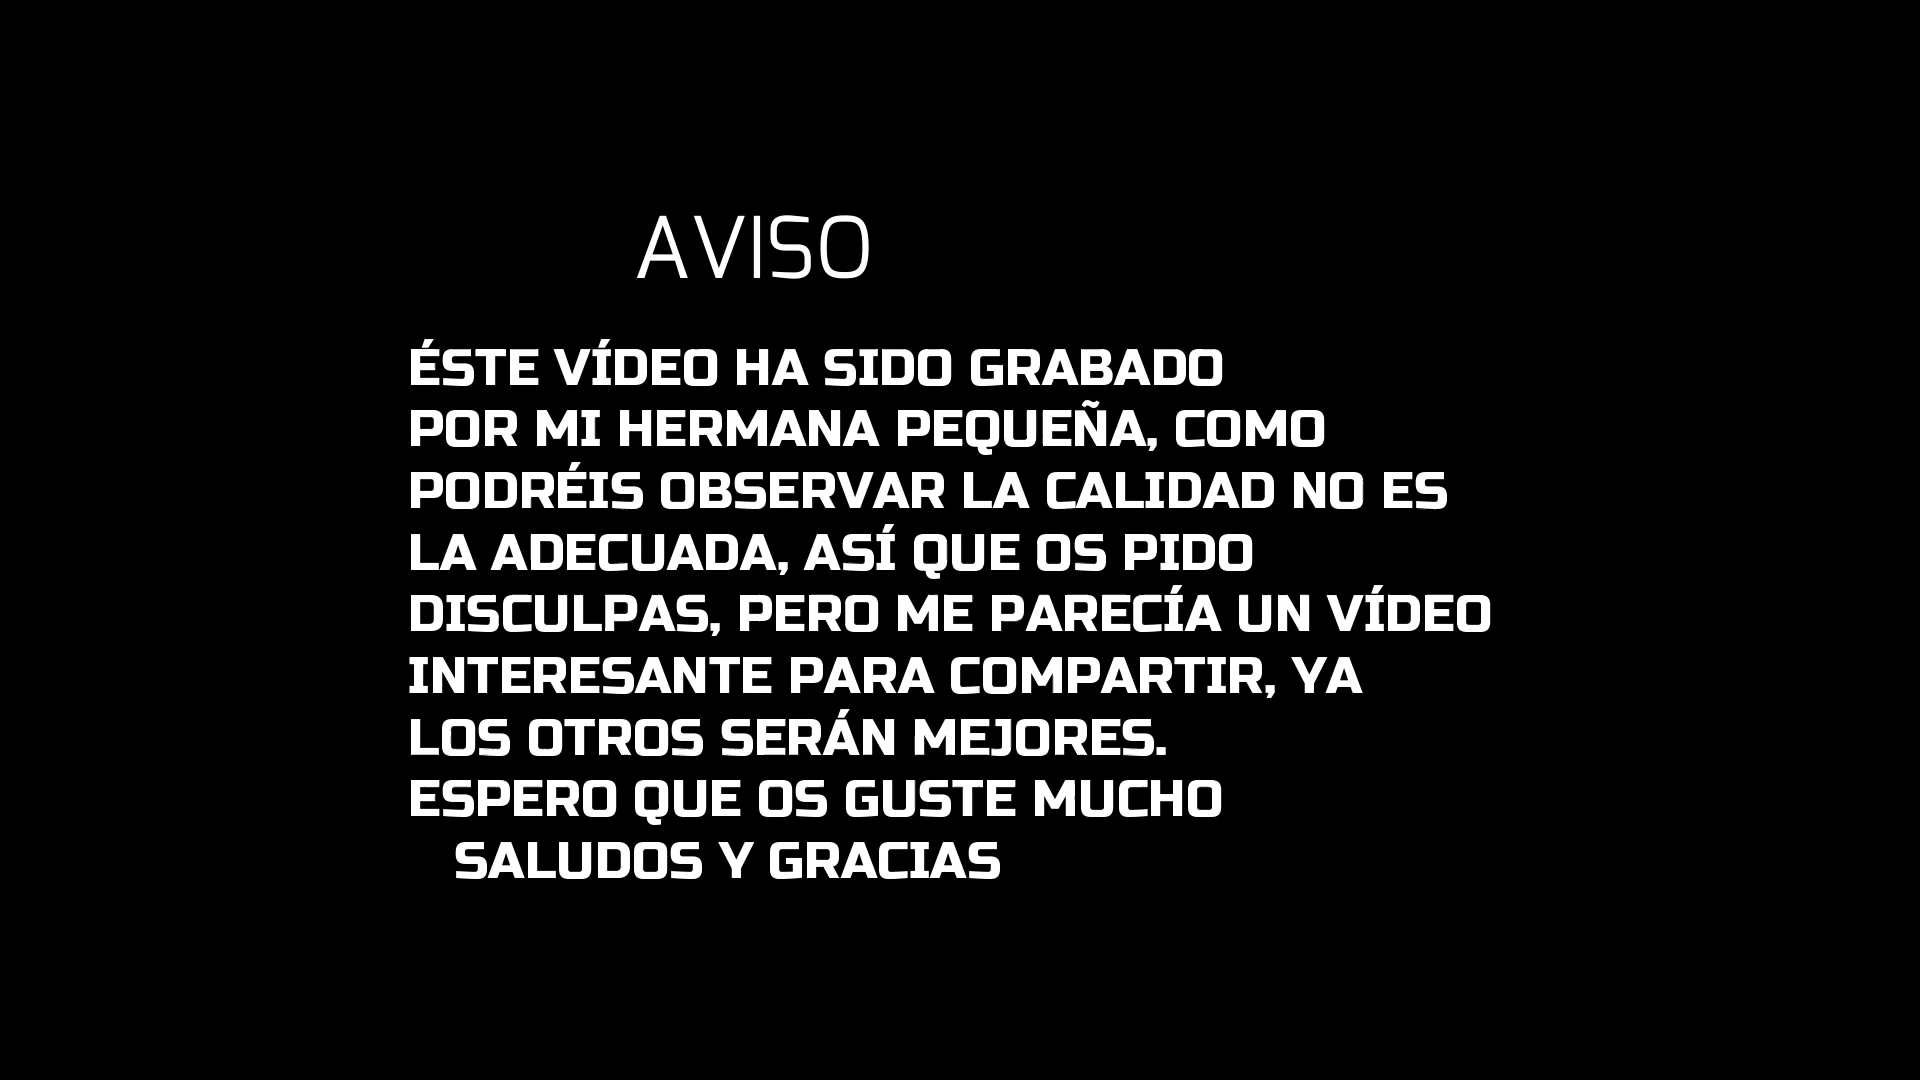 AVISO
ÉSTE VÍDEO HA SIDO GRABADO
POR MI HERMANA PEQUEÑA, COMO
PODRÉIS OBSERVAR LA CALIDAD NO ES
LA ADECUADA, ASÍ QUE OS PIDO
DISCULPAS, PERO ME PARECÍA UN VÍDEO
INTERESANTE PARA COMPARTIR, YA
LOS OTROS SERÁN MEJORES.
ESPERO QUE OS GUSTE MUCHO
SALUDOS Y GRACIAS